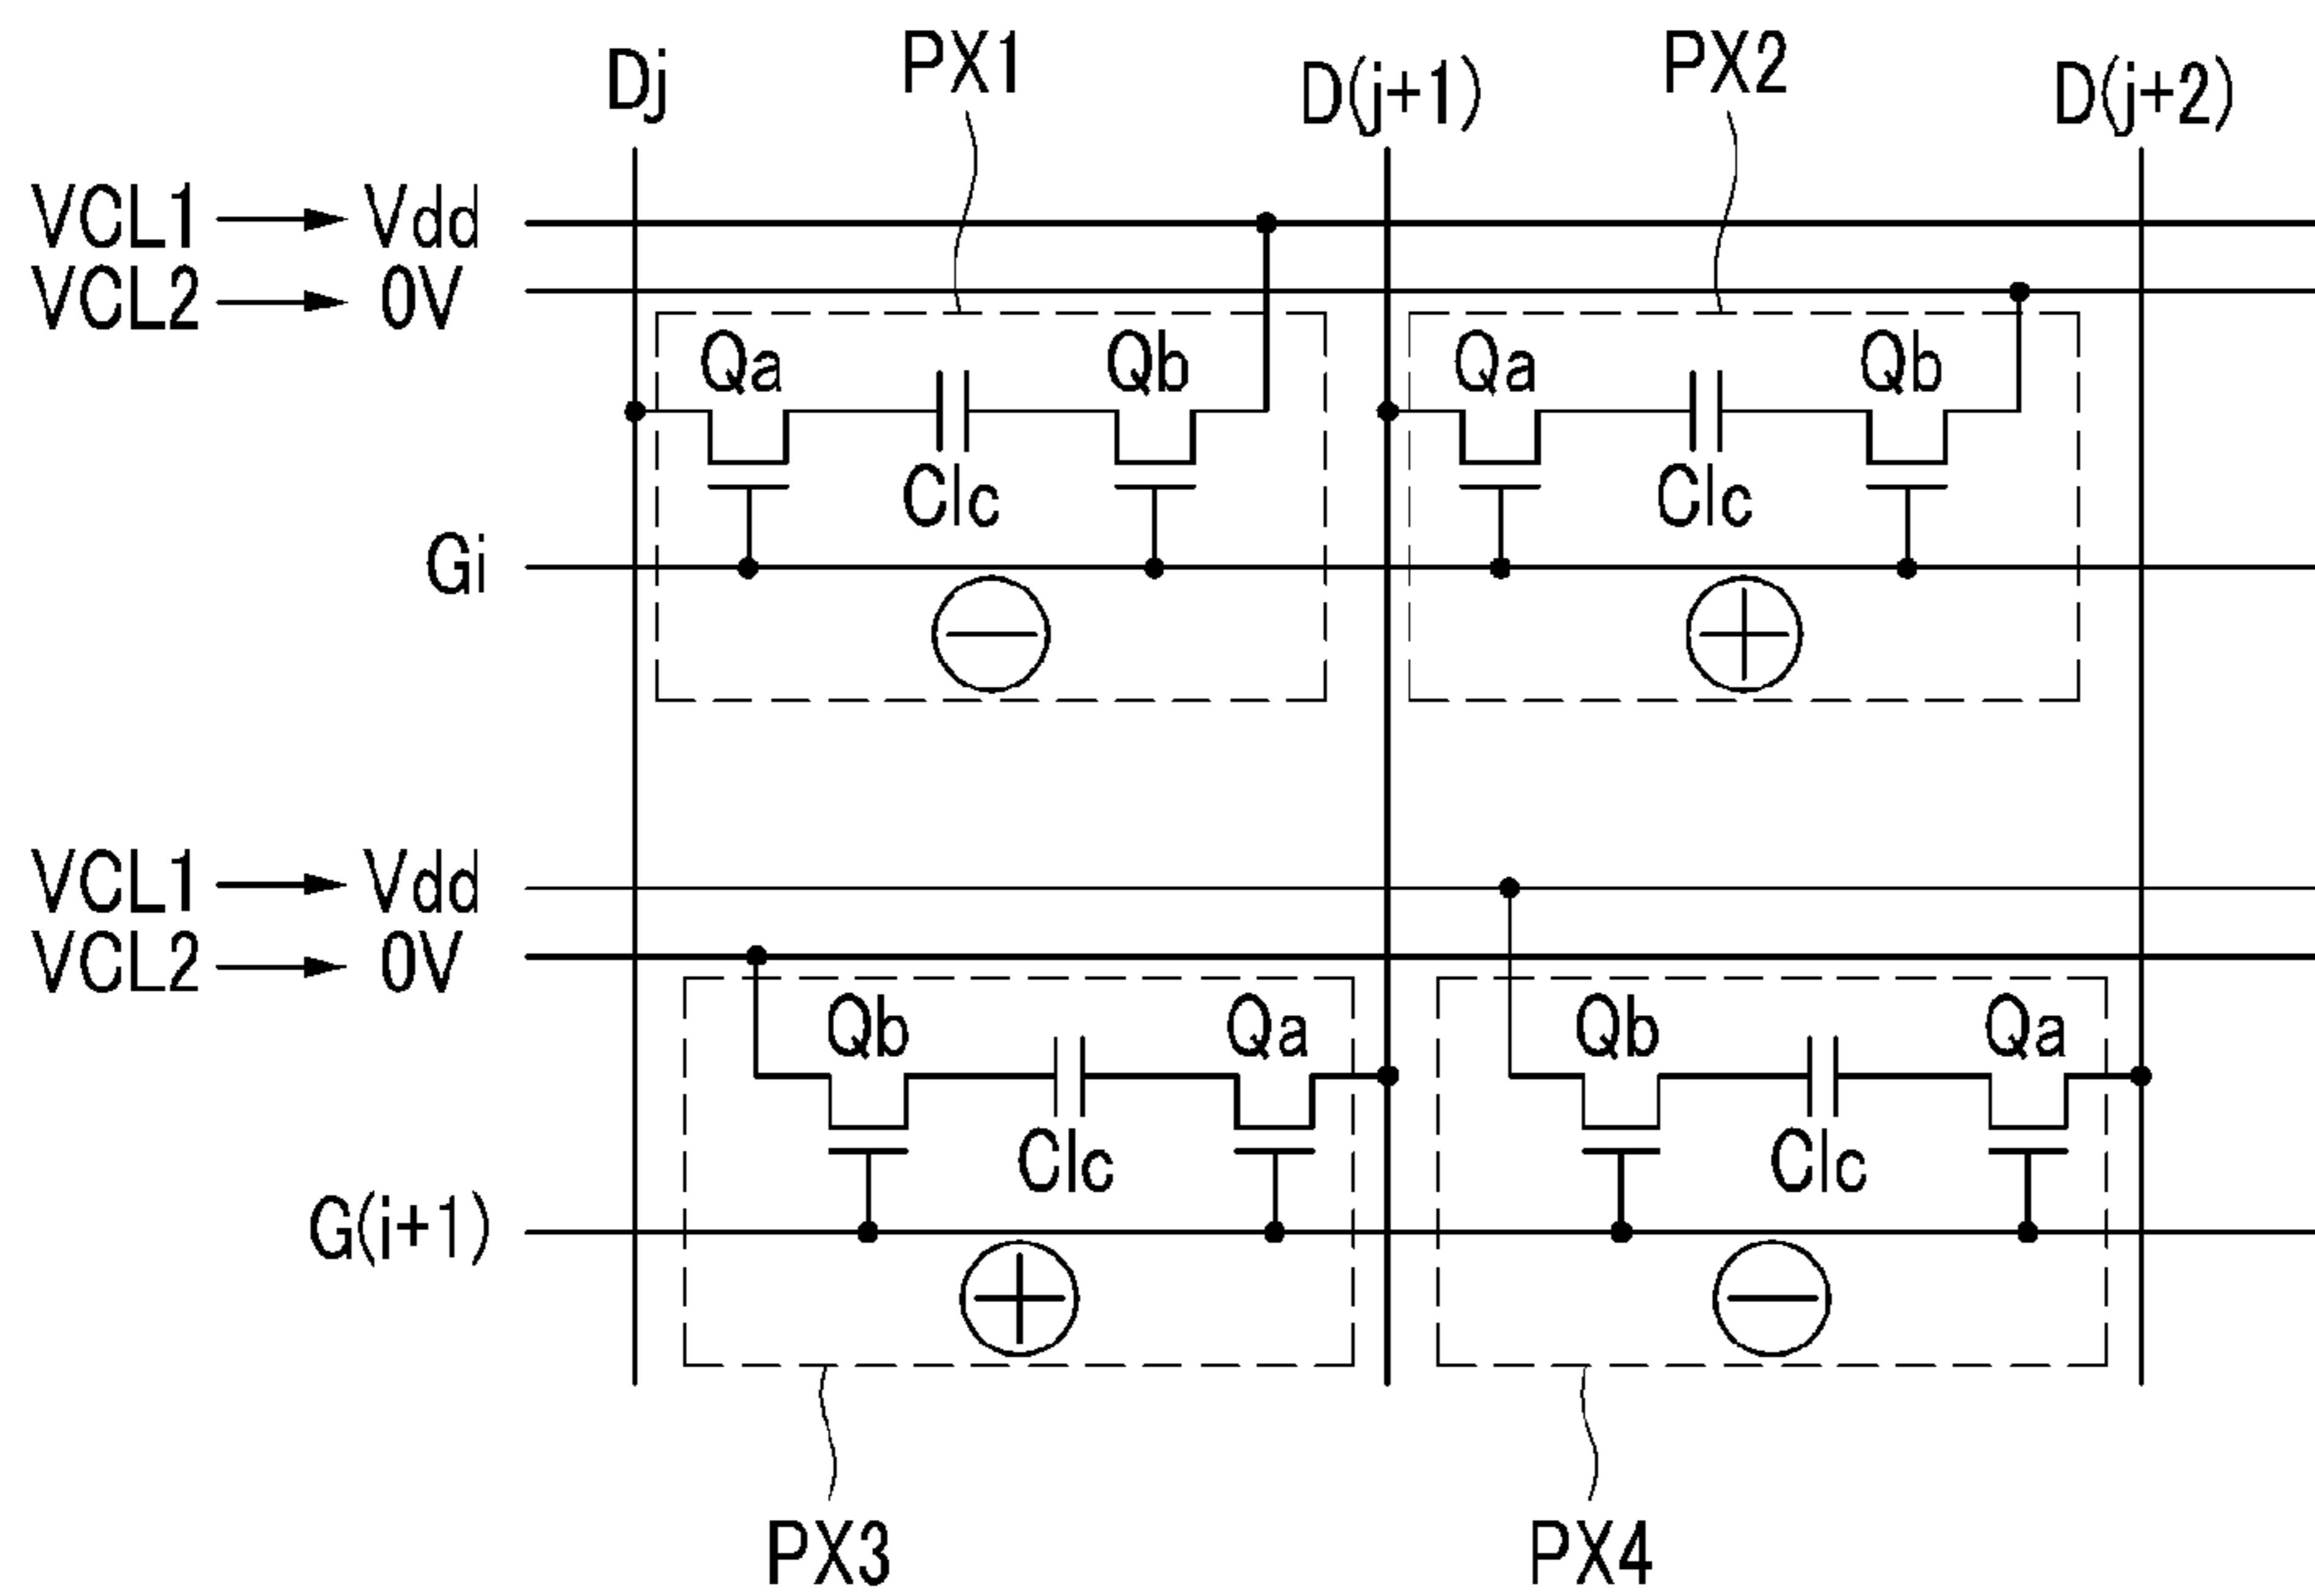 Dj PX1 D(j+1) PX2 D(j+2)
VCL1 Vdd
VCL2 0V
Qa Qb Qa Qb
Clc Clc
Gi
VCL1 Vdd
VCL2 0V
Qb Qa Qb Qa
Clc Clc
G(i+1)
PX3 PX4